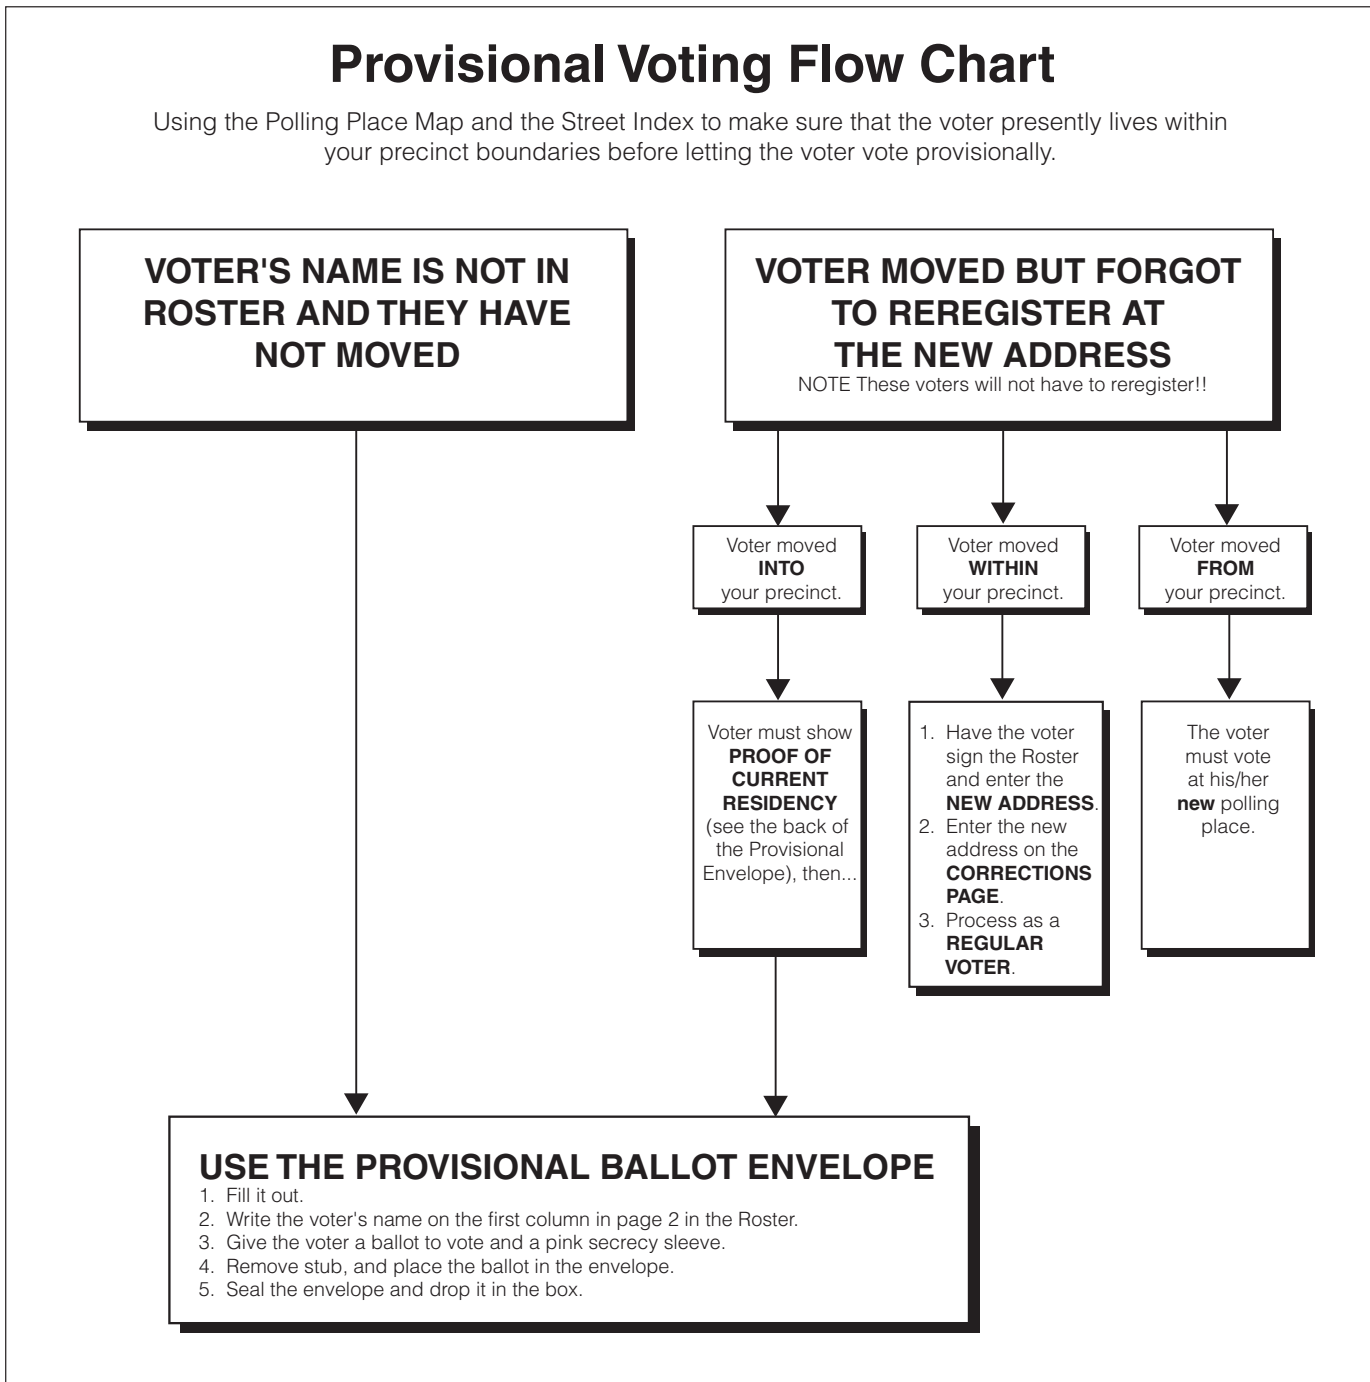 Provisional Voting Flow Chart
Using the Polling Place Map and the Street Index to make sure that the voter presently lives within
your precinct boundaries before letting the voter vote provisionally.
VOTER'S NAME IS NOT IN
ROSTER AND THEY HAVE
NOT MOVED
VOTER MOVED BUT FORGOT
TO REREGISTER AT
THE NEW ADDRESS
NOTE These voters will not have to reregister!!
Voter moved
INTO
your precinct.
Voter moved
WITHIN
your precinct.
Voter moved
FROM
your precinct.
Voter must show
PROOF OF
CURRENT
RESIDENCY
(see the back of
the Provisional
Envelope), then...
1. Have the voter
sign the Roster
and enter the
NEW ADDRESS.
2. Enter the new
address on the
CORRECTIONS
PAGE.
3. Process as a
REGULAR
VOTER.
The voter
must vote
at his/her
new polling
place.
USE THE PROVISIONAL BALLOT ENVELOPE
1. Fill it out.
2. Write the voter's name on the first column in page 2 in the Roster.
3. Give the voter a ballot to vote and a pink secrecy sleeve.
4. Remove stub, and place the ballot in the envelope.
5. Seal the envelope and drop it in the box.